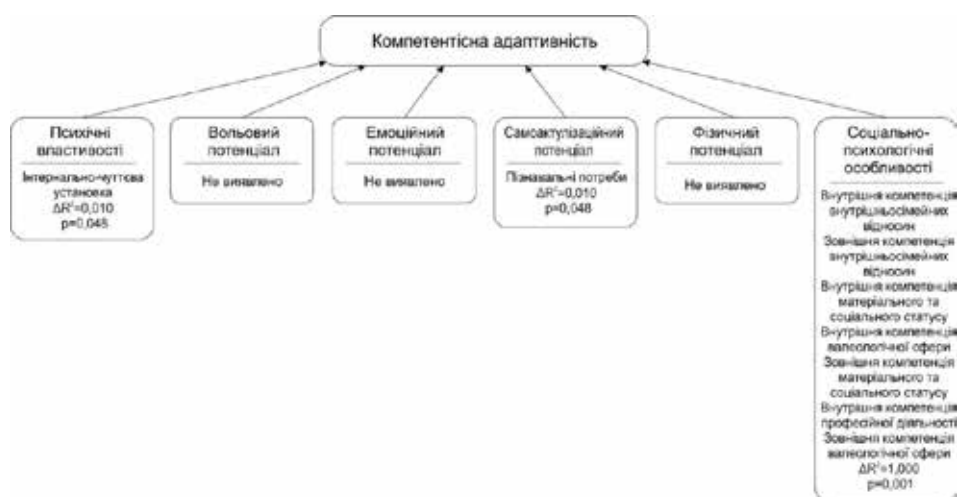 Компетентісна адаптивність
Психічні
властивості
Інтернально-чуттєва
установка
ΔR²=0,010
p=0,048
Вольовий
потенціал
Не виявлено
Емоційний
потенціал
Не виявлено
Самоактулізаційний
потенціал
Пізнавальні потреби
ΔR²=0,010
p=0,048
Фізичний
потенціал
Не виявлено
Соціально-
психологічні
особливості
Внутрішня компетенція
внутрішньосімейних
відносин
Зовнішня компетенція
внутрішньосімейних
відносин
Внутрішня компетенція
матеріального та
соціального статусу
Внутрішня компетенція
валеологічної сфери
Зовнішня компетенція
матеріального та
соціального статусу
Внутрішня компетенція
професійної діяльності
Зовнішня компетенція
валеологічної сфери
ΔR²=1,000
p=0,001